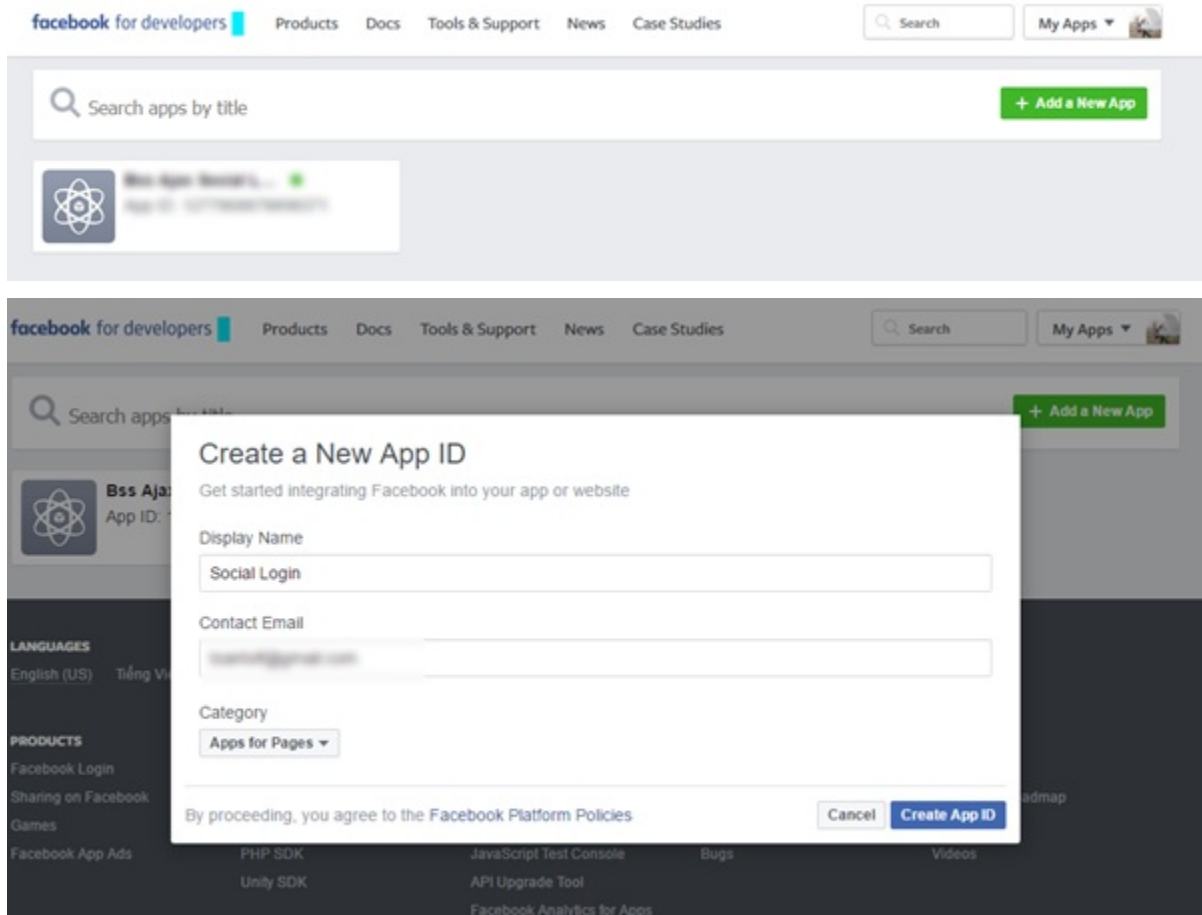 facebook for developers Products Docs Tools & Support News Case Studies Search My Apps
Search apps by title + Add a New App
facebook for developers Products Docs Tools & Support News Case Studies Search My Apps
Search apps + Add a New App
Create a New App ID
Bss Aja
Get started integrating Facebook into your app or website
App ID:
Display Name
Social Login
Contact Email
LANGUAGES
English (US) Tiếng Vi
Category
Apps for Pages
PRODUCTS
Facebook Login
Sharing on Facebook
Games
By proceeding, you agree to the Facebook Platform Policies Cancel Create App ID
admap
Facebook App Ads PHP SDK JavaScript Test Console Bugs Videos
Unity SDK API Upgrade Tool
Facebook Analytics for Apps